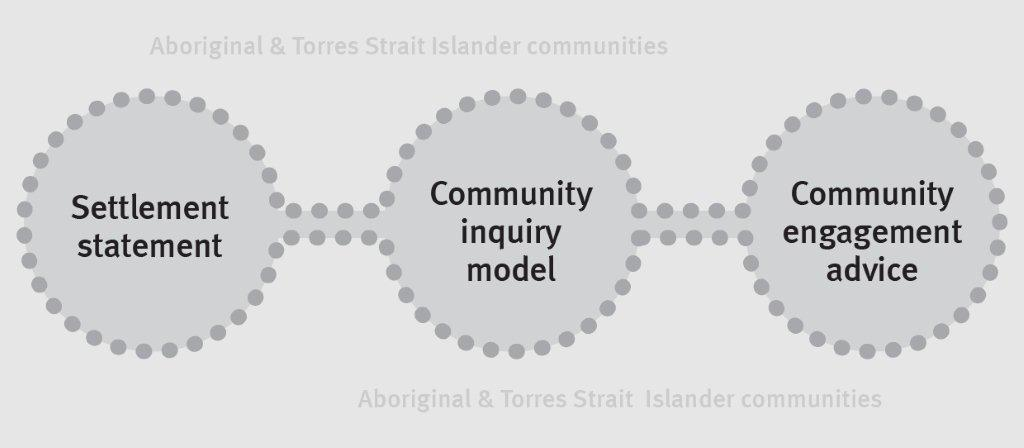 Aboriginal & Torres Strait Islander communities
Settlement
statement
Community
inquiry
model
Community
engagement
advice
Aboriginal & Torres Strait Islander communities